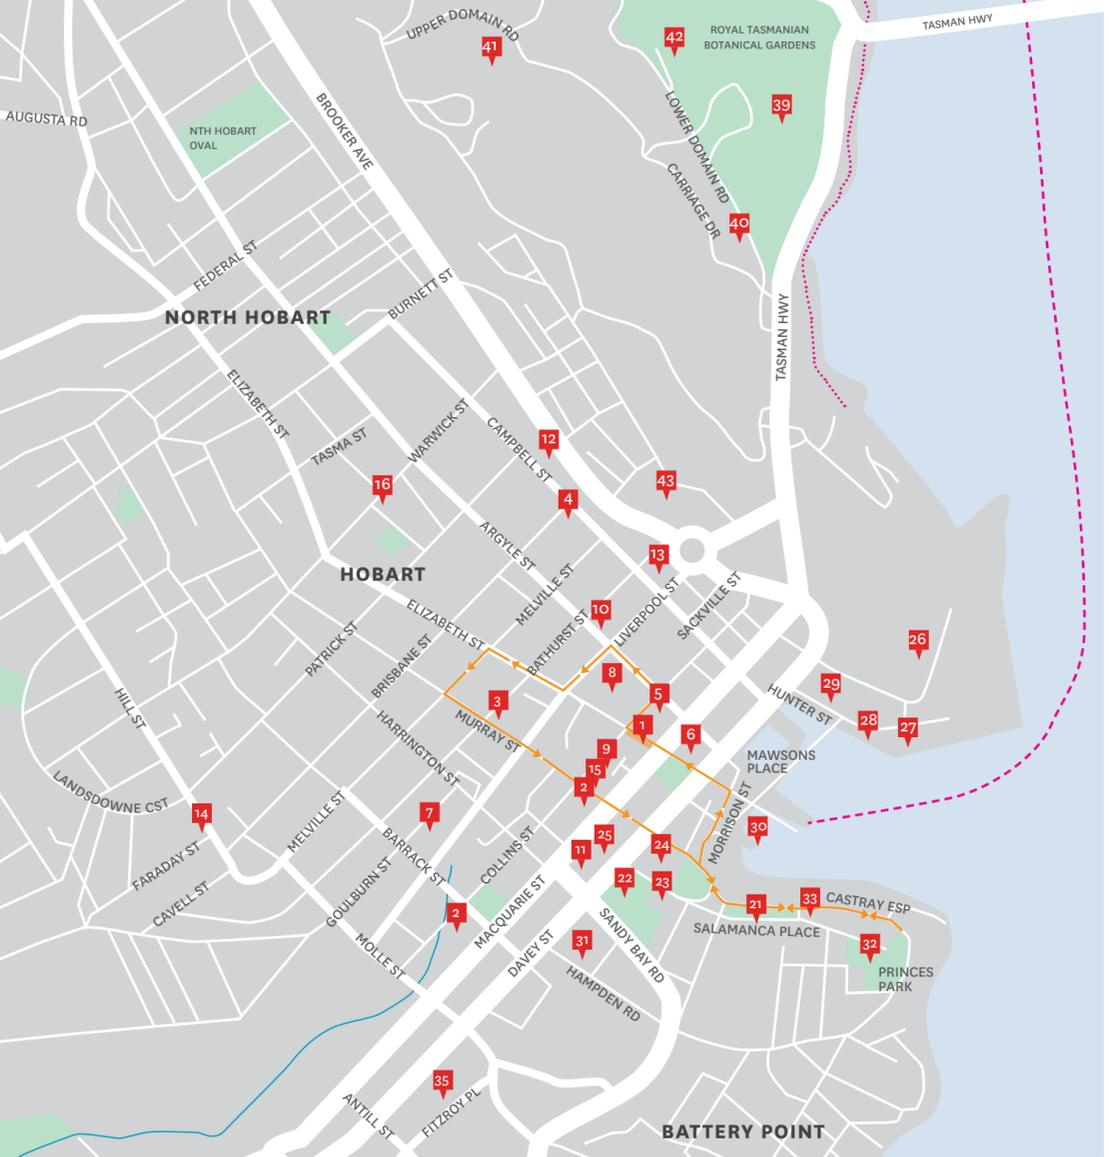 UPPER DOMAIN RD
41
42
ROYAL TASMANIAN
BOTANICAL GARDENS
TASMAN HWY
39
LOWER DOMAIN RD
CARRIAGE DR
40
AUGUSTA RD
NTH HOBART
OVAL
BROOKER AVE
FEDERAL ST
BURNETT ST
NORTH HOBART
TASMAN HWY
ELIZABETH ST
TASMA ST
WARWICK ST
CAMPBELL ST
12
16
4
43
13
ARGYLE ST
HOBART
MELVILLE ST
10
LIVERPOOL ST
SACKVILLE ST
ELIZABETH ST
BATHURST ST
PATRICK ST
BRISBANE ST
26
8
5
29
3
HUNTER ST
HILL ST
28
27
1
6
MURRAY ST
HARRINGTON ST
9
15
2
MAWSONS
PLACE
LANDSDOWNE CST
14
7
MELVILLE ST
MORRISON ST
30
25
24
11
BARRACK ST
COLLINS ST
FARADAY ST
CAVELL ST
GOULBURN ST
22
23
21
33
CASTRAY ESP
2
MACQUARIE ST
SALAMANCA PLACE
SANDY BAY RD
31
32
MOLLE ST
DAVEY ST
HAMPDEN RD
PRINCES
PARK
35
ANTILL ST
FITZROY PL
BATTERY POINT